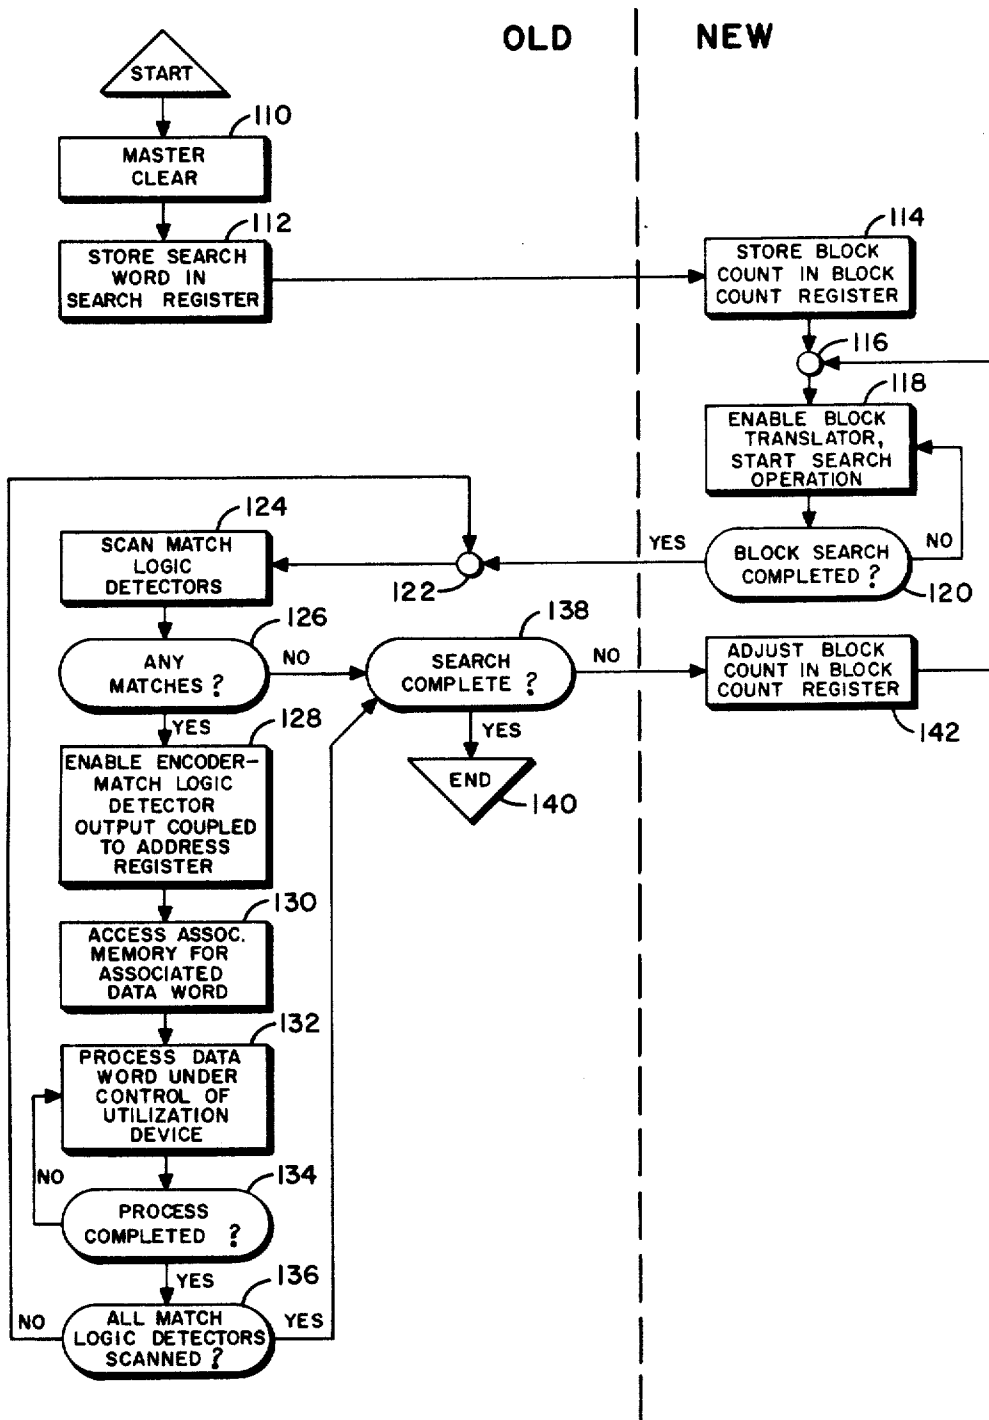 OLD
NEW
START
110
MASTER
CLEAR
112
STORE SEARCH
WORD IN
SEARCH REGISTER
114
STORE BLOCK
COUNT IN BLOCK
COUNT REGISTER
116
118
ENABLE BLOCK
TRANSLATOR,
START SEARCH
OPERATION
NO
BLOCK SEARCH
COMPLETED ?
120
YES
122
124
SCAN MATCH
LOGIC
DETECTORS
126
ANY
MATCHES ?
NO
YES
138
SEARCH
COMPLETE ?
NO
YES
END
140
ADJUST BLOCK
COUNT IN BLOCK
COUNT REGISTER
142
128
ENABLE ENCODER-
MATCH LOGIC
DETECTOR
OUTPUT COUPLED
TO ADDRESS
REGISTER
130
ACCESS ASSOC.
MEMORY FOR
ASSOCIATED
DATA WORD
132
PROCESS DATA
WORD UNDER
CONTROL OF
UTILIZATION
DEVICE
NO
134
PROCESS
COMPLETED ?
YES
136
NO
ALL MATCH
LOGIC DETECTORS
SCANNED ?
YES